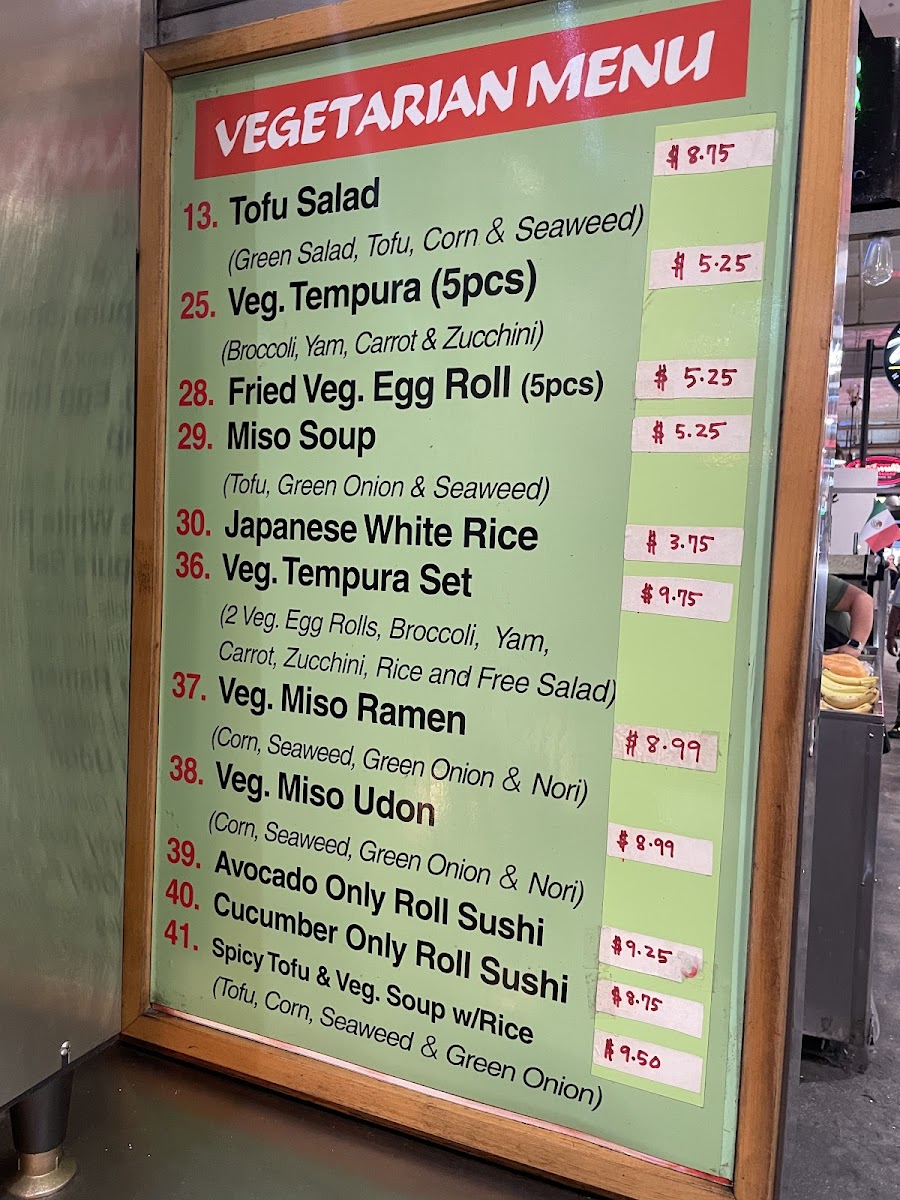 VEGETARIAN MENU
13. Tofu Salad $8.75
(Green Salad, Tofu, Corn & Seaweed)
25. Veg. Tempura (5pcs) $5.25
(Broccoli, Yam, Carrot & Zucchini)
28. Fried Veg. Egg Roll (5pcs) $5.25
29. Miso Soup $5.25
(Tofu, Green Onion & Seaweed)
30. Japanese White Rice $3.75
36. Veg. Tempura Set $9.75
(2 Veg. Egg Rolls, Broccoli, Yam,
Carrot, Zucchini, Rice and Free Salad)
37. Veg. Miso Ramen $8.99
(Corn, Seaweed, Green Onion & Nori)
38. Veg. Miso Udon $8.99
(Corn, Seaweed, Green Onion & Nori)
39. Avocado Only Roll Sushi $9.25
40. Cucumber Only Roll Sushi $8.75
41. Spicy Tofu & Veg. Soup w/Rice $9.50
(Tofu, Corn, Seaweed & Green Onion)